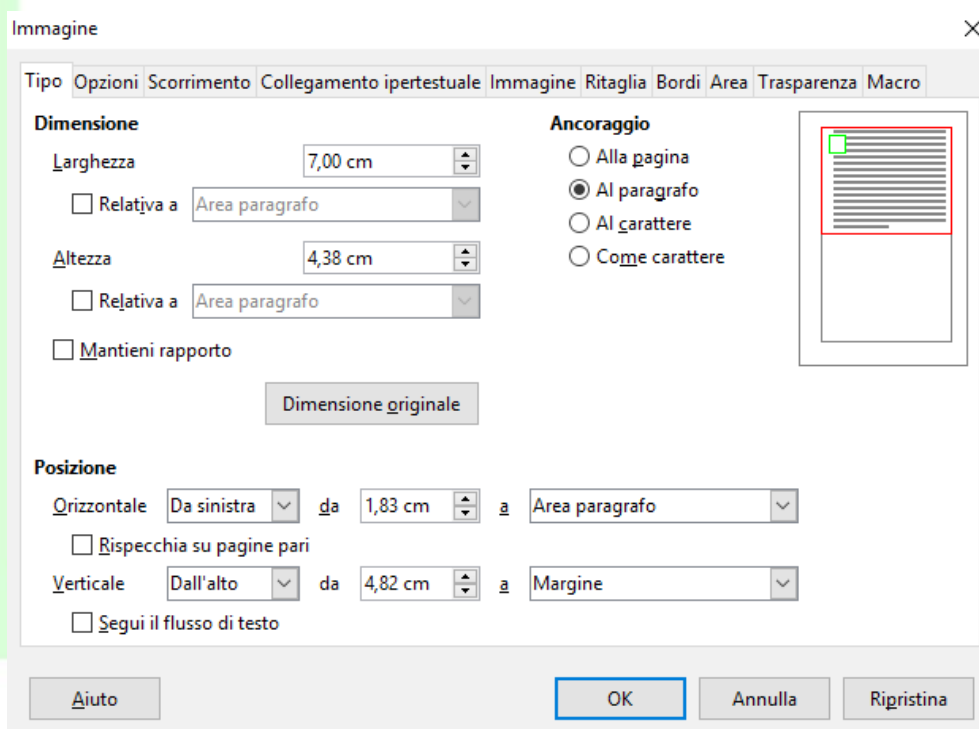 Immagine
Tipo Opzioni Scorrimento Collegamento ipertestuale Immagine Ritaglia Bordi Area Trasparenza Macro
Dimensione
Larghezza 7,00 cm
Relativa a Area paragrafo
Altezza 4,38 cm
Relativa a Area paragrafo
Mantieni rapporto
Dimensione originale
Ancoraggio
Alla pagina
Al paragrafo
Al carattere
Come carattere
Posizione
Orizzontale Da sinistra da 1,83 cm a Area paragrafo
Rispecchia su pagine pari
Verticale Dall'alto da 4,82 cm a Margine
Segui il flusso di testo
Aiuto OK Annulla Ripristina